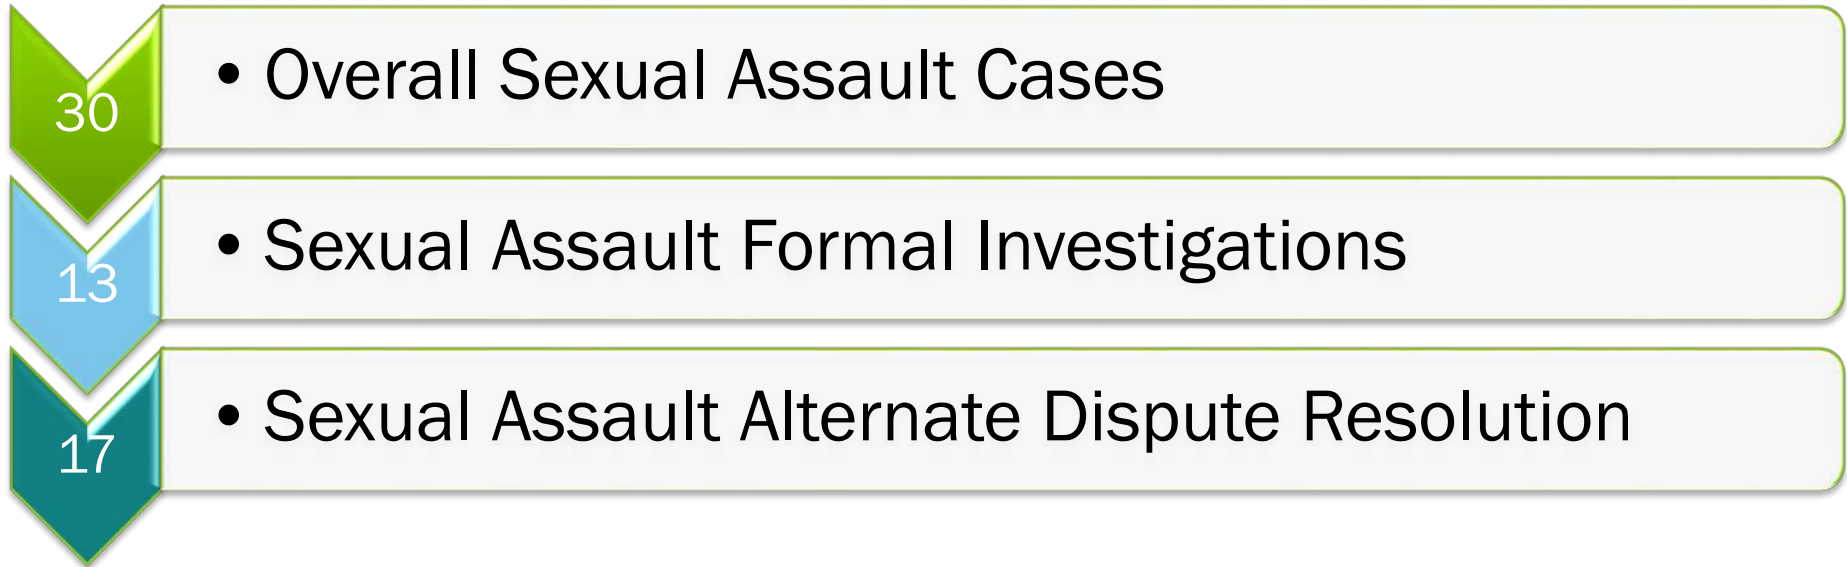 30
• Overall Sexual Assault Cases
13
• Sexual Assault Formal Investigations
17
• Sexual Assault Alternate Dispute Resolution